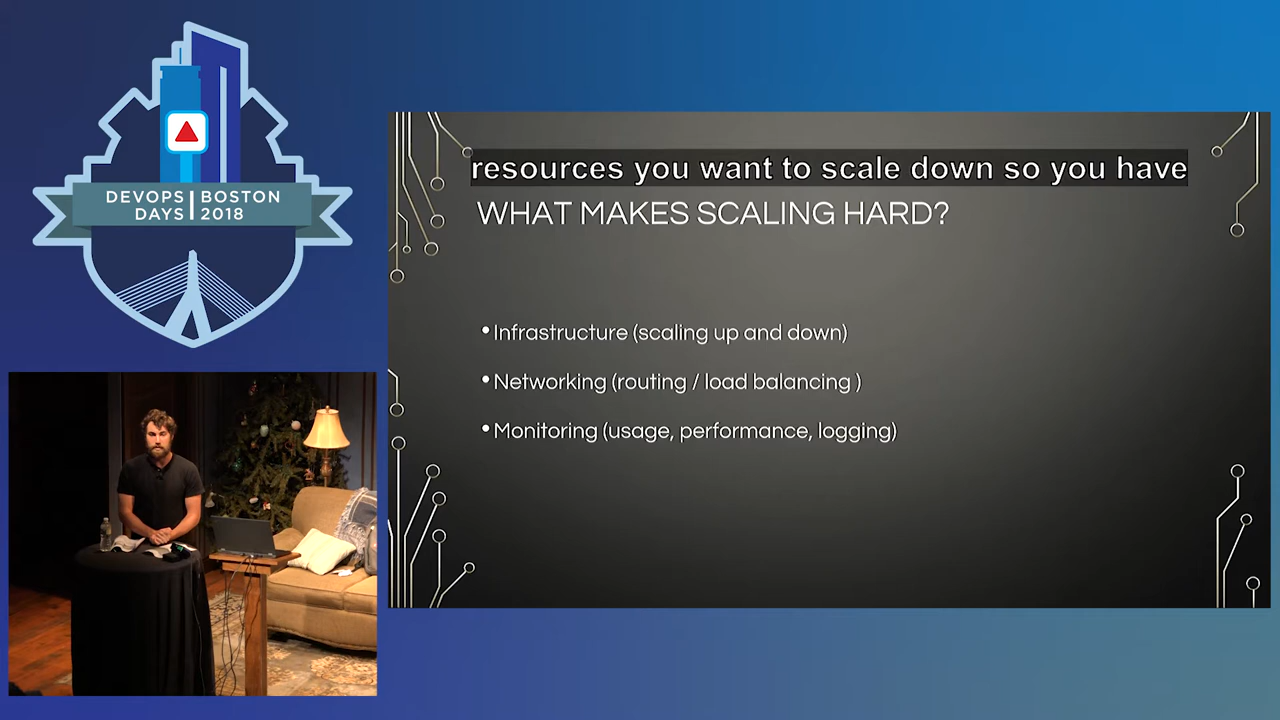 DEVOPS BOSTON
DAYS 2018
resources you want to scale down so you have
WHAT MAKES SCALING HARD?
•Infrastructure (scaling up and down)
•Networking (routing / load balancing )
•Monitoring (usage, performance, logging)